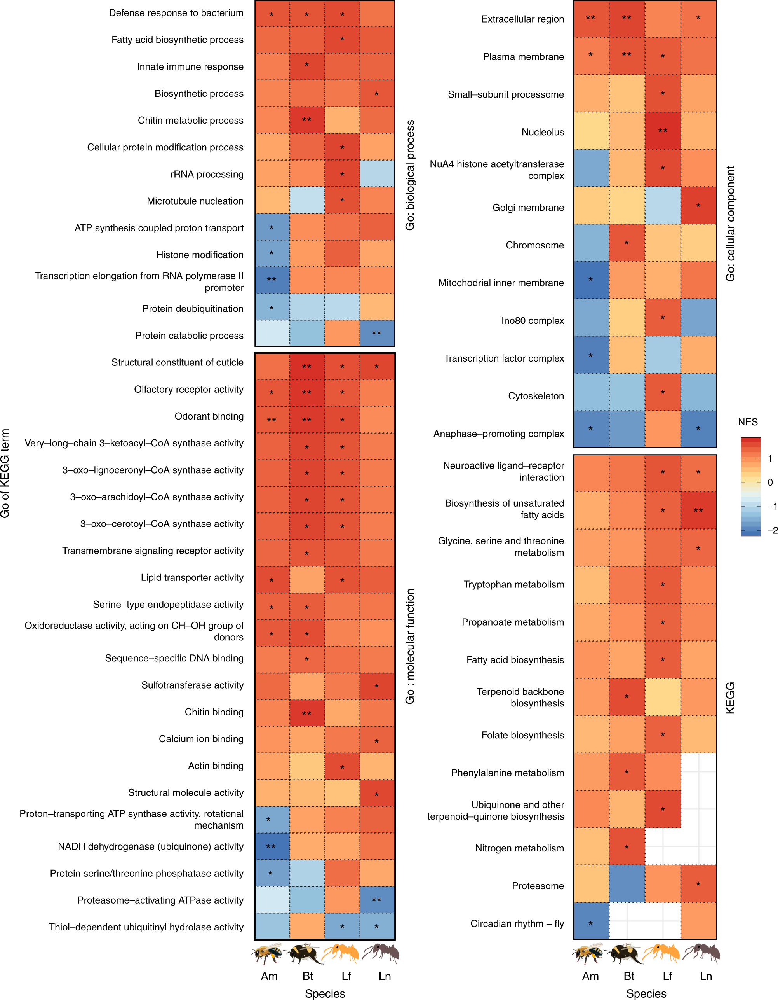 Go of KEGG term
Defense response to bacterium
* * *
Fatty acid biosynthetic process
*
Innate immune response
*
Biosynthetic process
*
Chitin metabolic process
**
Cellular protein modification process
*
rRNA processing
*
Microtubule nucleation
*
ATP synthesis coupled proton transport
*
Histone modification
*
Transcription elongation from RNA polymerase II
promoter
**
Protein deubiquitination
*
Protein catabolic process
**
Go: biological process
Structural constituent of cuticle
** * *
Olfactory receptor activity
* ** *
Odorant binding
** ** *
Very–long–chain 3–ketoacyl–CoA synthase activity
* *
3–oxo–lignoceronyl–CoA synthase activity
* *
3–oxo–arachidoyl–CoA synthase activity
* *
3–oxo–cerotoyl–CoA synthase activity
* *
Transmembrane signaling receptor activity
*
Lipid transporter activity
* *
Serine–type endopeptidase activity
* *
Oxidoreductase activity, acting on CH–OH group of
donors
* *
Sequence–specific DNA binding
*
Sulfotransferase activity
*
Chitin binding
**
Calcium ion binding
*
Actin binding
*
Structural molecule activity
*
Proton–transporting ATP synthase activity, rotational
mechanism
*
NADH dehydrogenase (ubiquinone) activity
**
Protein serine/threonine phosphatase activity
*
Proteasome–activating ATPase activity
**
Thiol–dependent ubiquitinyl hydrolase activity
* *
Go : molecular function
Am Bt Lf Ln
Species
Extracellular region
** ** *
Plasma membrane
* ** *
Small–subunit processome
*
Nucleolus
**
NuA4 histone acetyltransferase
complex
*
Golgi membrane
*
Chromosome
*
Mitochodrial inner membrane
*
Ino80 complex
*
Transcription factor complex
*
Cytoskeleton
*
Anaphase–promoting complex
* *
Go: cellular component
Neuroactive ligand–receptor
interaction
* *
Biosynthesis of unsaturated
fatty acids
* **
Glycine, serine and threonine
metabolism
*
Tryptophan metabolism
*
Propanoate metabolism
*
Fatty acid biosynthesis
*
Terpenoid backbone
biosynthesis
*
Folate biosynthesis
*
Phenylalanine metabolism
*
Ubiquinone and other
terpenoid–quinone biosynthesis
*
Nitrogen metabolism
*
Proteasome
*
Circadian rhythm – fly
*
KEGG
Am Bt Lf Ln
Species
NES
1
0
–1
–2